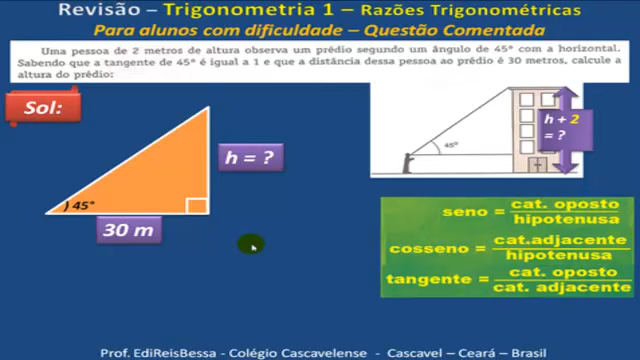 Revisão – Trigonometria 1 – Razões Trigonométricas
Para alunos com dificuldade – Questão Comentada
Uma pessoa de 2 metros de altura observa um prédio segundo um ângulo de 45° com a horizontal.
Sabendo que a tangente de 45° é igual a 1 e que a distância dessa pessoa ao prédio é 30 metros, calcule a
altura do prédio:
Sol:
h + 2
= ?
45°
h = ?
) 45°
30 m
seno = cat. oposto
hipotenusa
cosseno = cat.adjacente
hipotenusa
tangente = cat. oposto
cat. adjacente
Prof. EdiReisBessa - Colégio Cascavelense - Cascavel – Ceará – Brasil